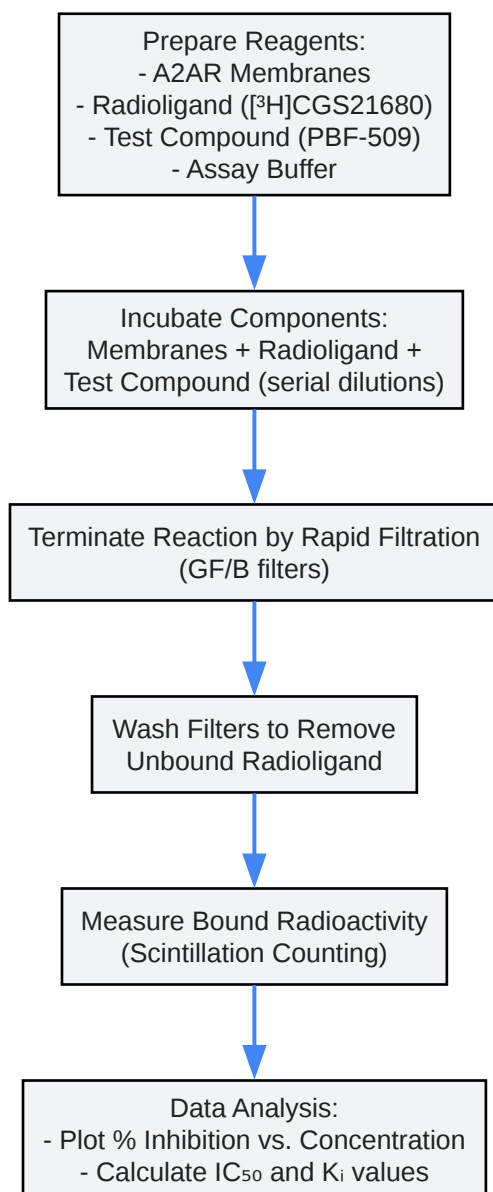 Prepare Reagents:
- A2AR Membranes
- Radioligand ([³H]CGS21680)
- Test Compound (PBF-509)
- Assay Buffer
Incubate Components:
Membranes + Radioligand +
Test Compound (serial dilutions)
Terminate Reaction by Rapid Filtration
(GF/B filters)
Wash Filters to Remove
Unbound Radioligand
Measure Bound Radioactivity
(Scintillation Counting)
Data Analysis:
- Plot % Inhibition vs. Concentration
- Calculate IC₅₀ and Kᵢ values